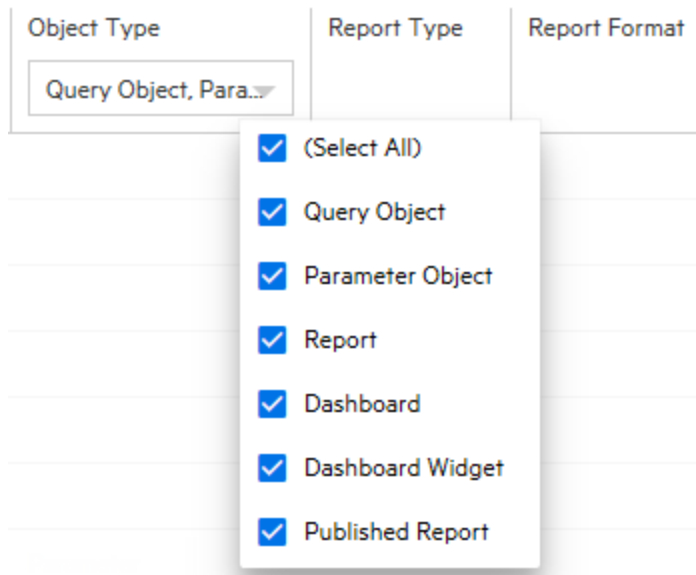 Object Type
Report Type
Report Format
Query Object, Para...
(Select All)
Query Object
Parameter Object
Report
Dashboard
Dashboard Widget
Published Report